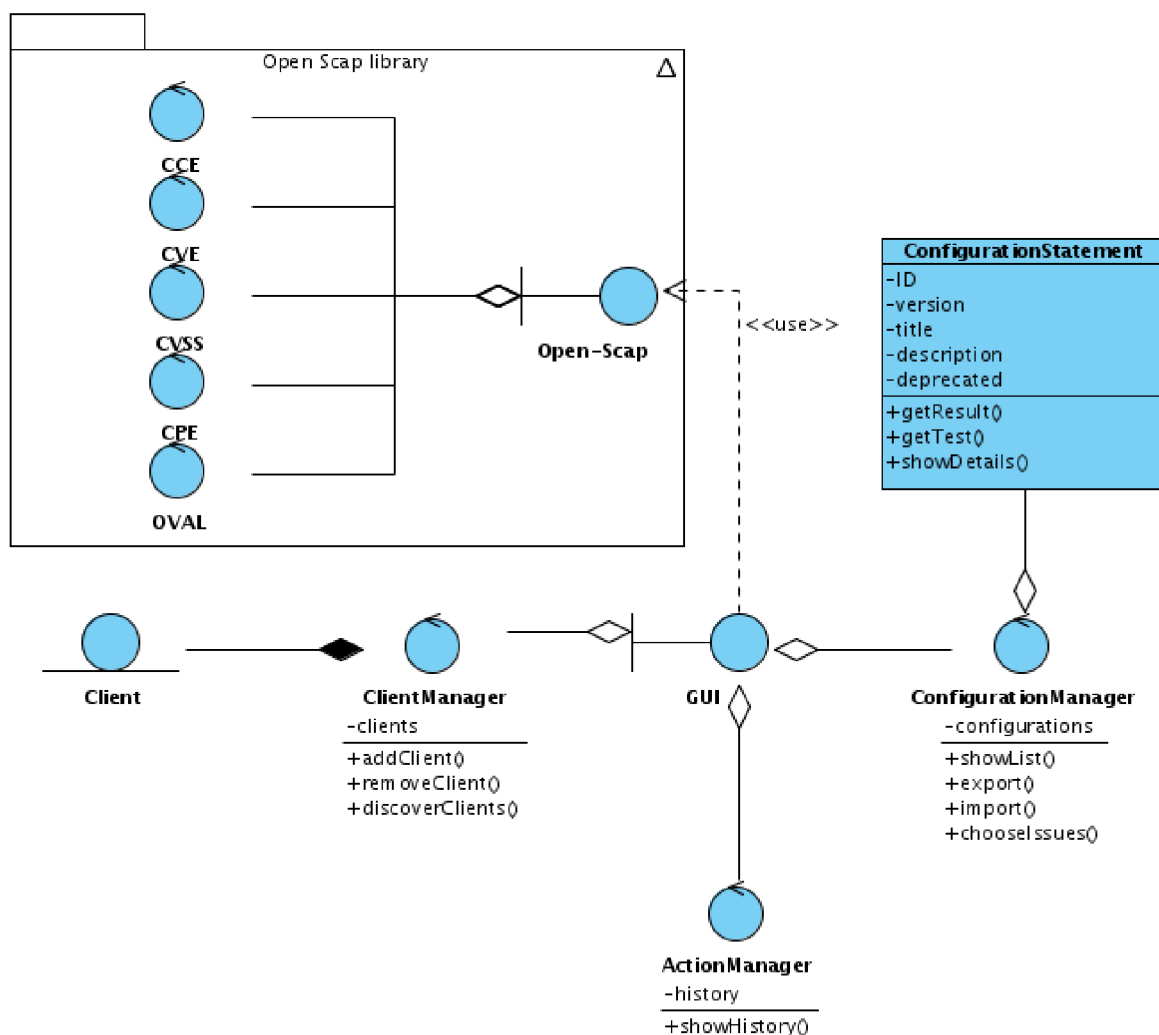 Open Scap library
CCE
CVE
CVSS
CPE
OVAL
Open-Scap
<<use>>
ConfigurationStatement
-ID
-version
-title
-description
-deprecated
+getResult()
+getTest()
+showDetails()
Client
ClientManager
-clients
+addClient()
+removeClient()
+discoverClients()
GUI
ConfigurationManager
-configurations
+showList()
+export()
+import()
+chooseIssues()
ActionManager
-history
+showHistory()